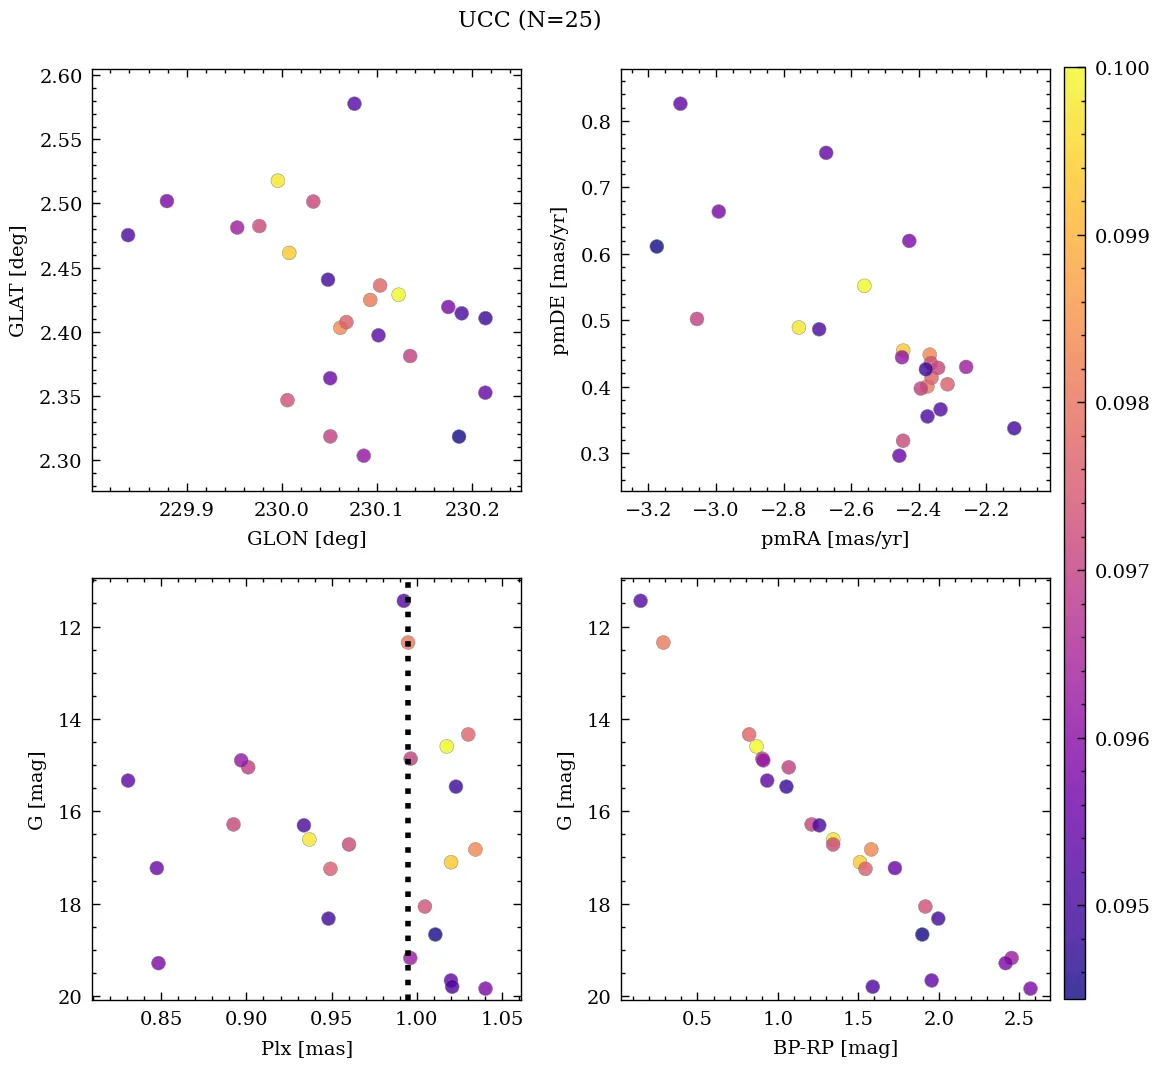 UCC (N=25)
2.60
2.55
2.50
2.45
2.40
2.35
2.30
GLAT [deg]
229.9 230.0 230.1 230.2
GLON [deg]
0.8
0.7
0.6
0.5
0.4
0.3
pmDE [mas/yr]
−3.2 −3.0 −2.8 −2.6 −2.4 −2.2
pmRA [mas/yr]
0.100
0.099
0.098
0.097
0.096
0.095
12
14
16
18
20
G [mag]
0.85 0.90 0.95 1.00 1.05
Plx [mas]
12
14
16
18
20
G [mag]
0.5 1.0 1.5 2.0 2.5
BP-RP [mag]